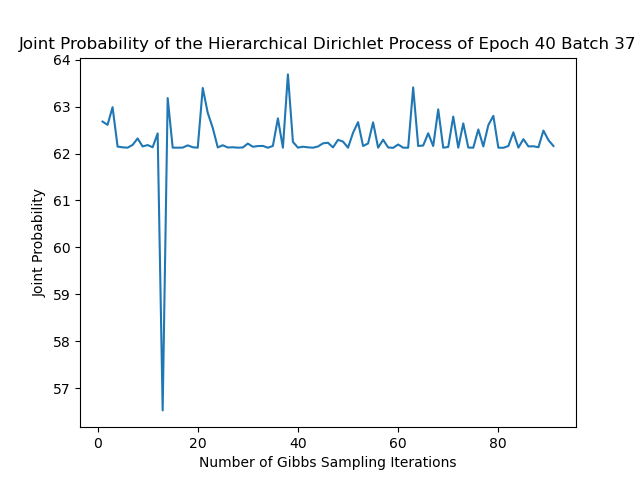 Joint Probability of the Hierarchical Dirichlet Process of Epoch 40 Batch 37
64
63
62
61
60
59
58
57
Joint Probability
0 20 40 60 80
Number of Gibbs Sampling Iterations